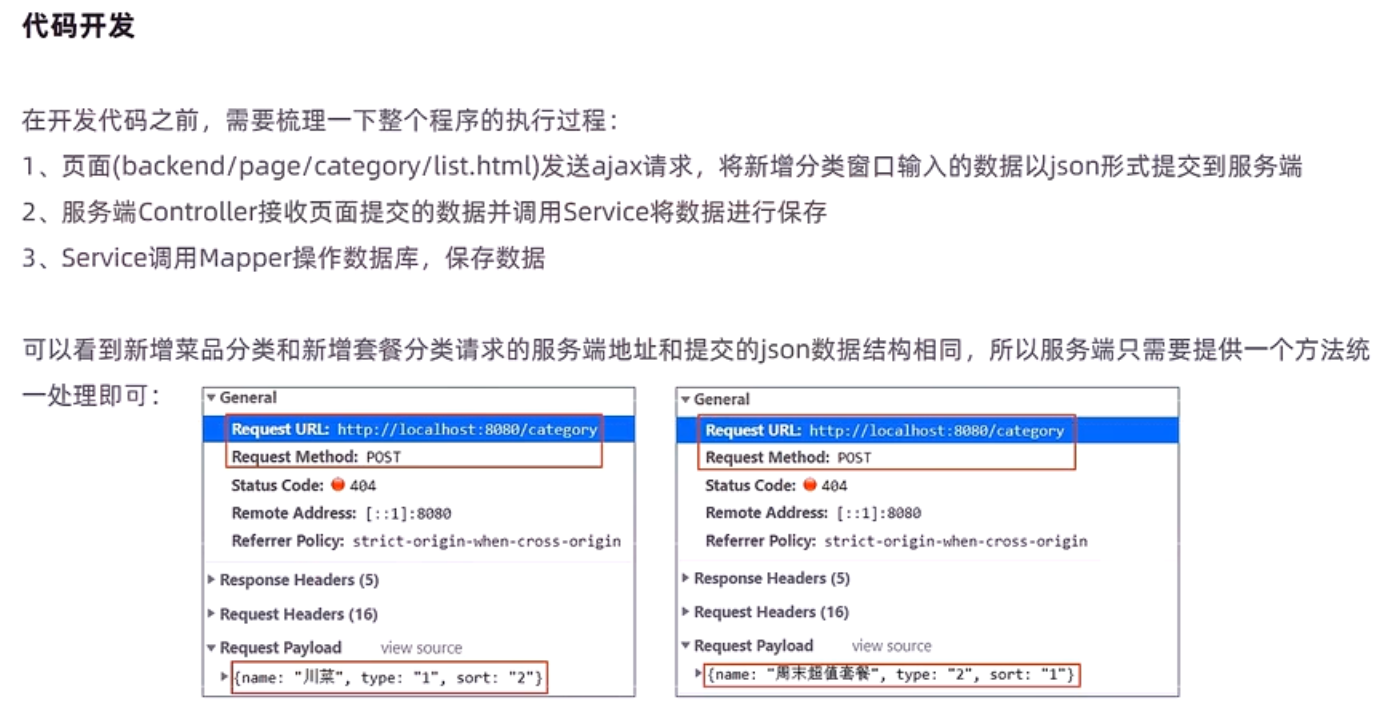 代码开发
在开发代码之前，需要梳理一下整个程序的执行过程：
1、页面(backend/page/category/list.html)发送ajax请求，将新增分类窗口输入的数据以json形式提交到服务端
2、服务端Controller接收页面提交的数据并调用Service将数据进行保存
3、Service调用Mapper操作数据库，保存数据
可以看到新增菜品分类和新增套餐分类请求的服务端地址和提交的json数据结构相同，所以服务端只需要提供一个方法统
一处理即可：
General
Request URL: http://localhost:8080/category
Request Method: POST
Status Code: 404
Remote Address: [::1]:8080
Referrer Policy: strict-origin-when-cross-origin
Response Headers (5)
Request Headers (16)
Request Payload view source
{name: "川菜", type: "1", sort: "2"}
General
Request URL: http://localhost:8080/category
Request Method: POST
Status Code: 404
Remote Address: [::1]:8080
Referrer Policy: strict-origin-when-cross-origin
Response Headers (5)
Request Headers (16)
Request Payload view source
{name: "周末超值套餐", type: "2", sort: "1"}